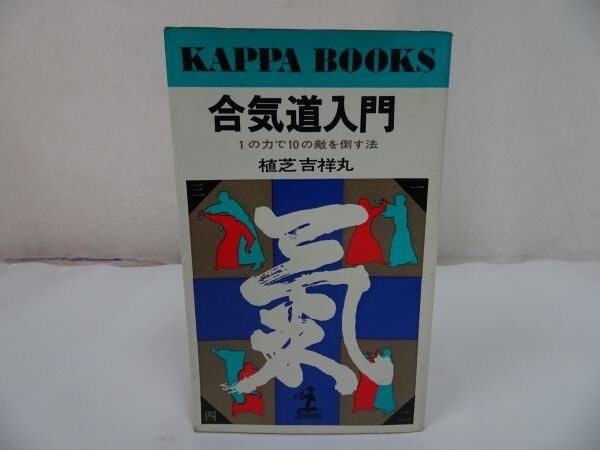 KAPPA BOOKS
合気道入門
1の力で10の敵を倒す法
植芝吉祥丸
三 一
氣
四 二